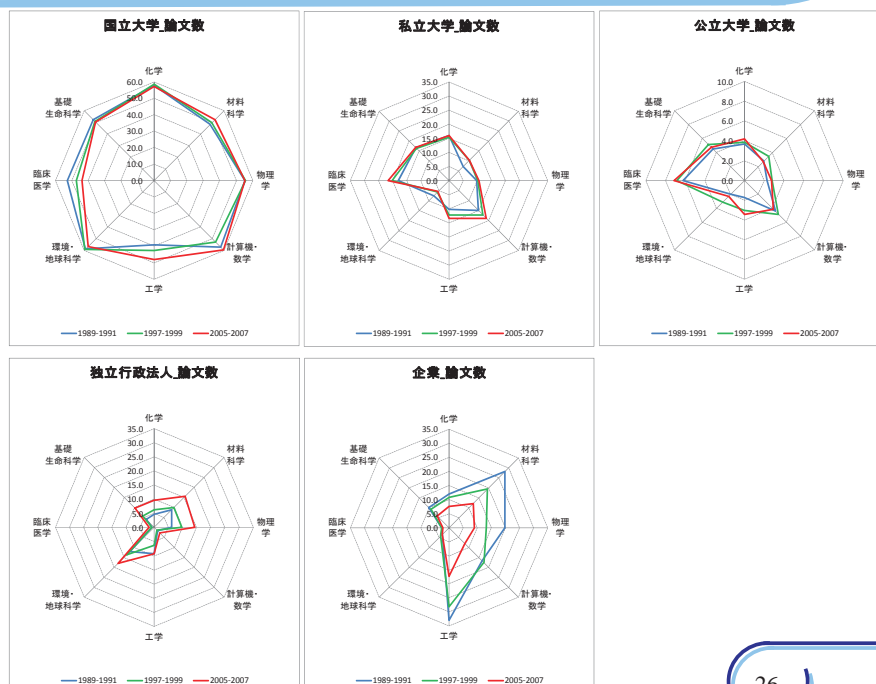 国立大学_論文数
化学
材料
科学
物理
学
計算機・
数学
工学
環境・
地球科学
臨床
医学
基礎
生命科学
60.0
50.0
40.0
30.0
20.0
10.0
0.0
1989-1991
1997-1999
2005-2007
私立大学_論文数
化学
材料
科学
物理
学
計算機・
数学
工学
環境・
地球科学
臨床
医学
基礎
生命科学
35.0
30.0
25.0
20.0
15.0
10.0
5.0
0.0
1989-1991
1997-1999
2005-2007
公立大学_論文数
化学
材料
科学
物理
学
計算機・
数学
工学
環境・
地球科学
臨床
医学
基礎
生命科学
10.0
8.0
6.0
4.0
2.0
0.0
1989-1991
1997-1999
2005-2007
独立行政法人_論文数
化学
材料
科学
物理
学
計算機・
数学
工学
環境・
地球科学
臨床
医学
基礎
生命科学
35.0
30.0
25.0
20.0
15.0
10.0
5.0
0.0
1989-1991
1997-1999
2005-2007
企業_論文数
化学
材料
科学
物理
学
計算機・
数学
工学
環境・
地球科学
臨床
医学
基礎
生命科学
35.0
30.0
25.0
20.0
15.0
10.0
5.0
0.0
1989-1991
1997-1999
2005-2007
26